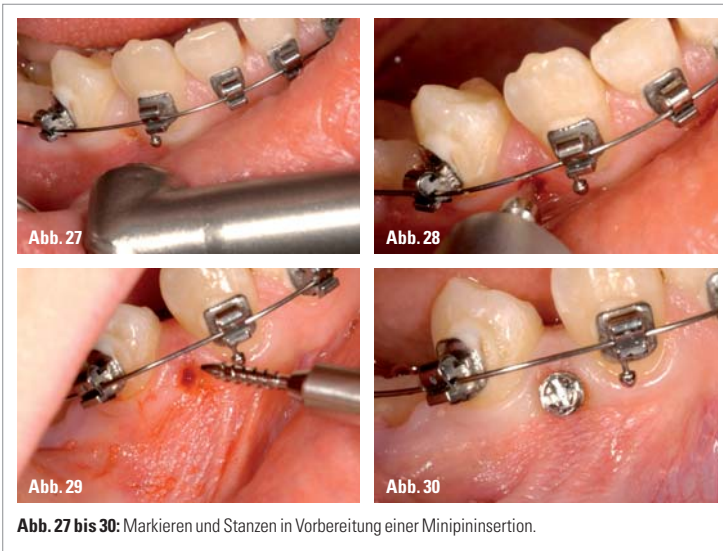 Abb. 27
Abb. 28
Abb. 29
Abb. 30
Abb. 27 bis 30: Markieren und Stanzen in Vorbereitung einer Minipininsertion.